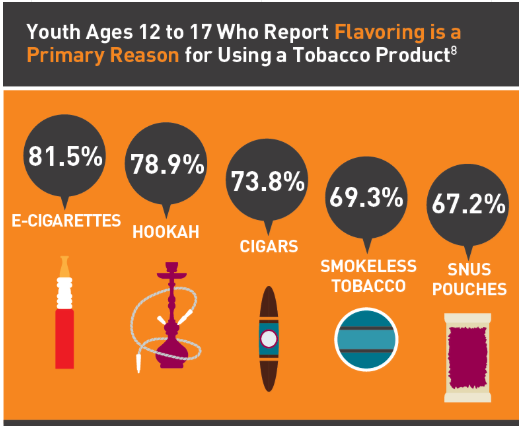 Youth Ages 12 to 17 Who Report Flavoring is a
Primary Reason for Using a Tobacco Product⁸
81.5%
E-CIGARETTES
78.9%
HOOKAH
73.8%
CIGARS
69.3%
SMOKELESS
TOBACCO
67.2%
SNUS
POUCHES